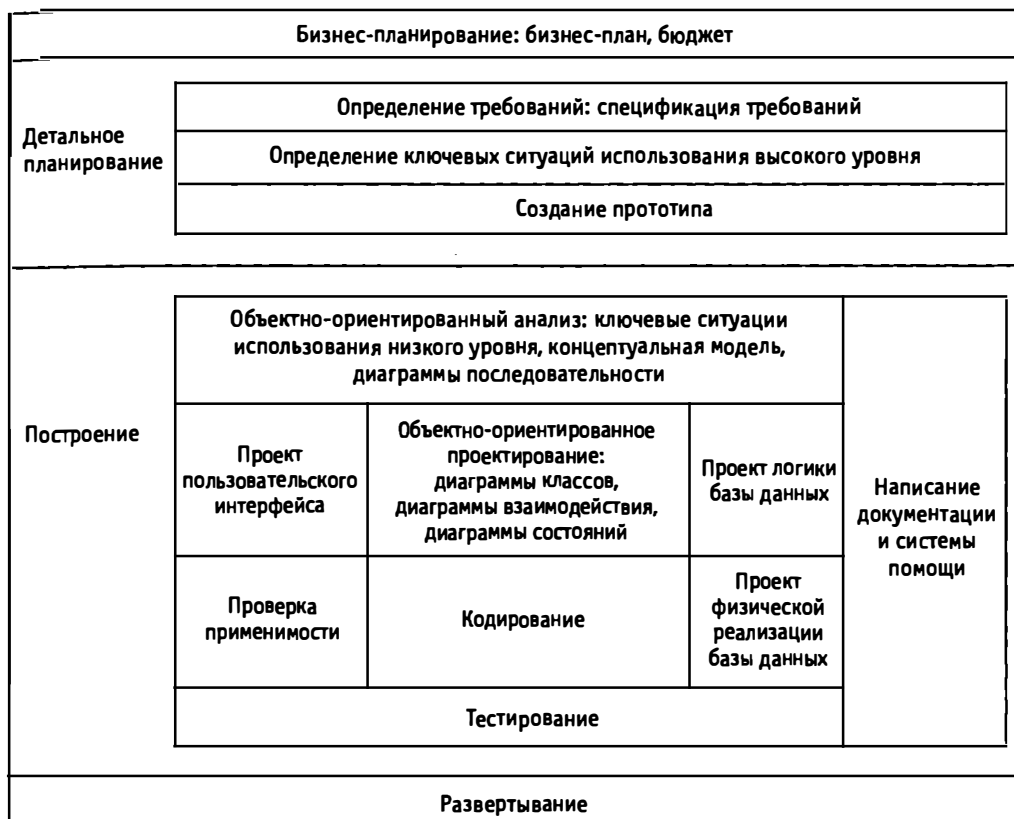 Бизнес-планирование: бизнес-план, бюджет
Детальное
планирование
Определение требований: спецификация требований
Определение ключевых ситуаций использования высокого уровня
Создание прототипа
Построение
Объектно-ориентированный анализ: ключевые ситуации
использования низкого уровня, концептуальная модель,
диаграммы последовательности
Проект
пользовательского
интерфейса
Объектно-ориентированное
проектирование:
диаграммы классов,
диаграммы взаимодействия,
диаграммы состояний
Проект логики
базы данных
Проверка
применимости
Кодирование
Проект
физической
реализации
базы данных
Тестирование
Написание
документации
и системы
помощи
Развертывание